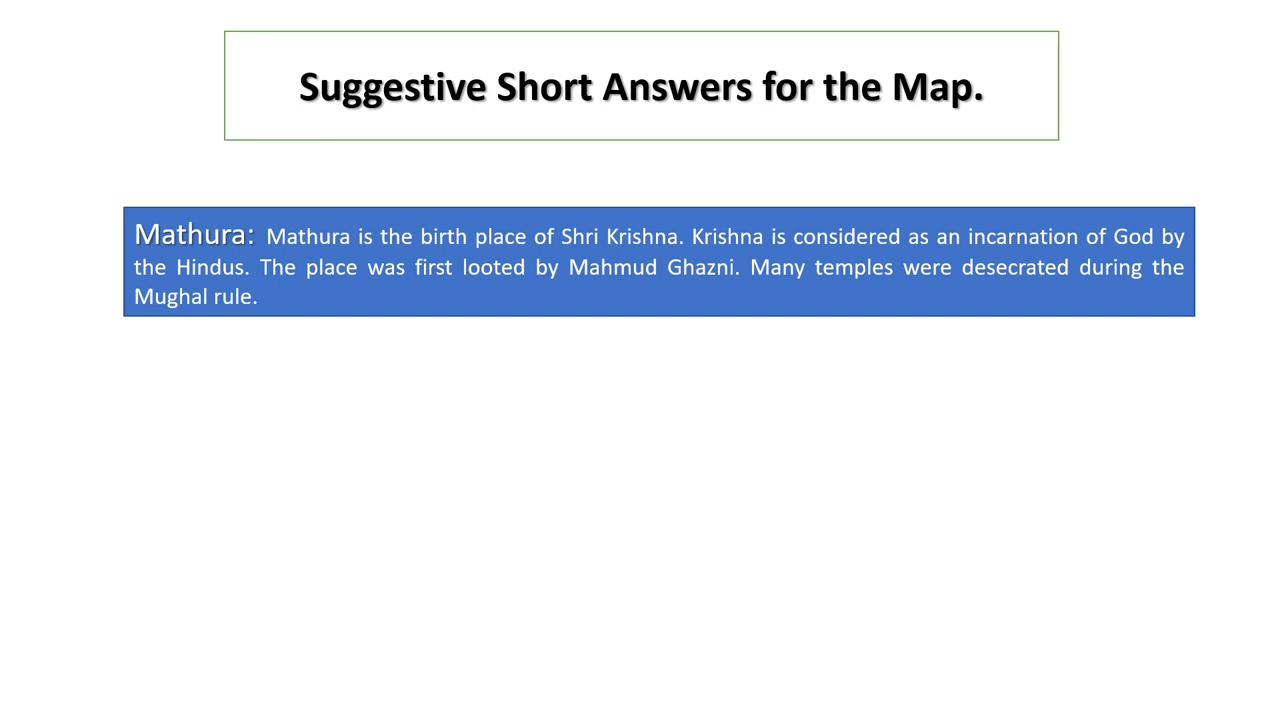 Suggestive Short Answers for the Map.
Mathura: Mathura is the birth place of Shri Krishna. Krishna is considered as an incarnation of God by
the Hindus. The place was first looted by Mahmud Ghazni. Many temples were desecrated during the
Mughal rule.